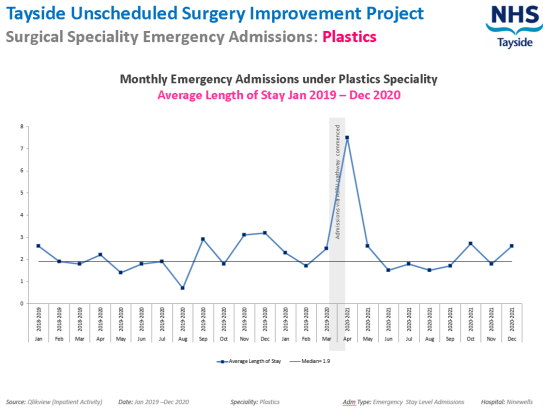 Tayside Unscheduled Surgery Improvement Project
Surgical Speciality Emergency Admissions: Plastics
NHS
Tayside
Monthly Emergency Admissions under Plastics Speciality
Average Length of Stay Jan 2019 – Dec 2020
8
7
6
5
4
3
2
1
0
Admissions via pathway commenced
2018-2019 2018-2019 2018-2019 2019-2020 2019-2020 2019-2020 2019-2020 2019-2020 2019-2020 2019-2020 2019-2020 2019-2020 2019-2020 2019-2020 2019-2020 2020-2021 2020-2021 2020-2021 2020-2021 2020-2021 2020-2021 2020-2021 2020-2021 2020-2021
Jan Feb Mar Apr May Jun Jul Aug Sep Oct Nov Dec Jan Feb Mar Apr May Jun Jul Aug Sep Oct Nov Dec
Average Length of Stay Median= 1.9
Source: Qlikview (Inpatient Activity) Date: Jan 2019 –Dec 2020 Speciality: Plastics Adm Type: Emergency Stay Level Admissions Hospital: Ninewells